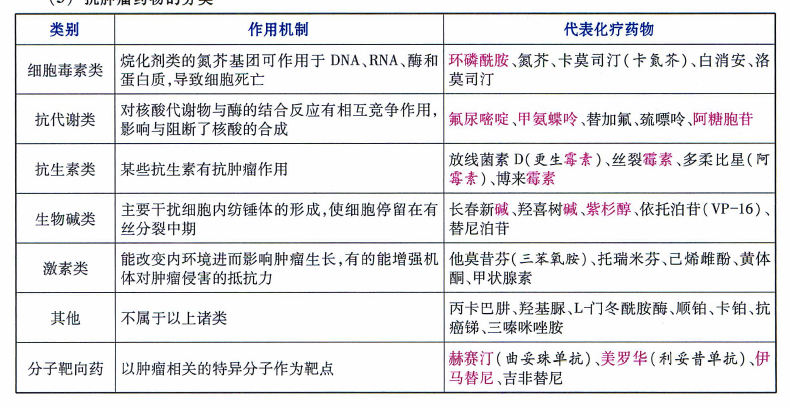 类别 作用机制 代表化疗药物
细胞毒素类 烷化剂类的氮芥基团可作用于DNA、RNA、酶和 环磷酰胺、氮芥、卡莫司汀(卡氮芥)、白消安、洛
蛋白质,导致细胞死亡 莫司汀
抗代谢类 对核酸代谢物与酶的结合反应有相互竞争作用, 氟尿嘧啶、甲氨蝶呤、替加氟、巯嘌呤、阿糖胞苷
影响与阻断了核酸的合成
抗生素类 某些抗生素有抗肿瘤作用 放线菌素D(更生霉素)、丝裂霉素、多柔比星(阿
霉素)、博来霉素
生物碱类 主要干扰细胞内纺锤体的形成,使细胞停留在有 长春新碱、羟喜树碱、紫杉醇、依托泊苷(VP-16)、
丝分裂中期 替尼泊苷
激素类 能改变内环境进而影响肿瘤生长,有的能增强机 他莫昔芬(三苯氧胺)、托瑞米芬、己烯雌酚、黄体
体对肿瘤侵害的抵抗力 酮、甲状腺素
其他 不属于以上诸类 丙卡巴肼、羟基脲、L-门冬酰胺酶、顺铂、卡铂、抗
癌锑、三嗪咪唑胺
分子靶向药 以肿瘤相关的特异分子作为靶点 赫赛汀(曲妥珠单抗)、美罗华(利妥昔单抗)、伊
马替尼、吉非替尼